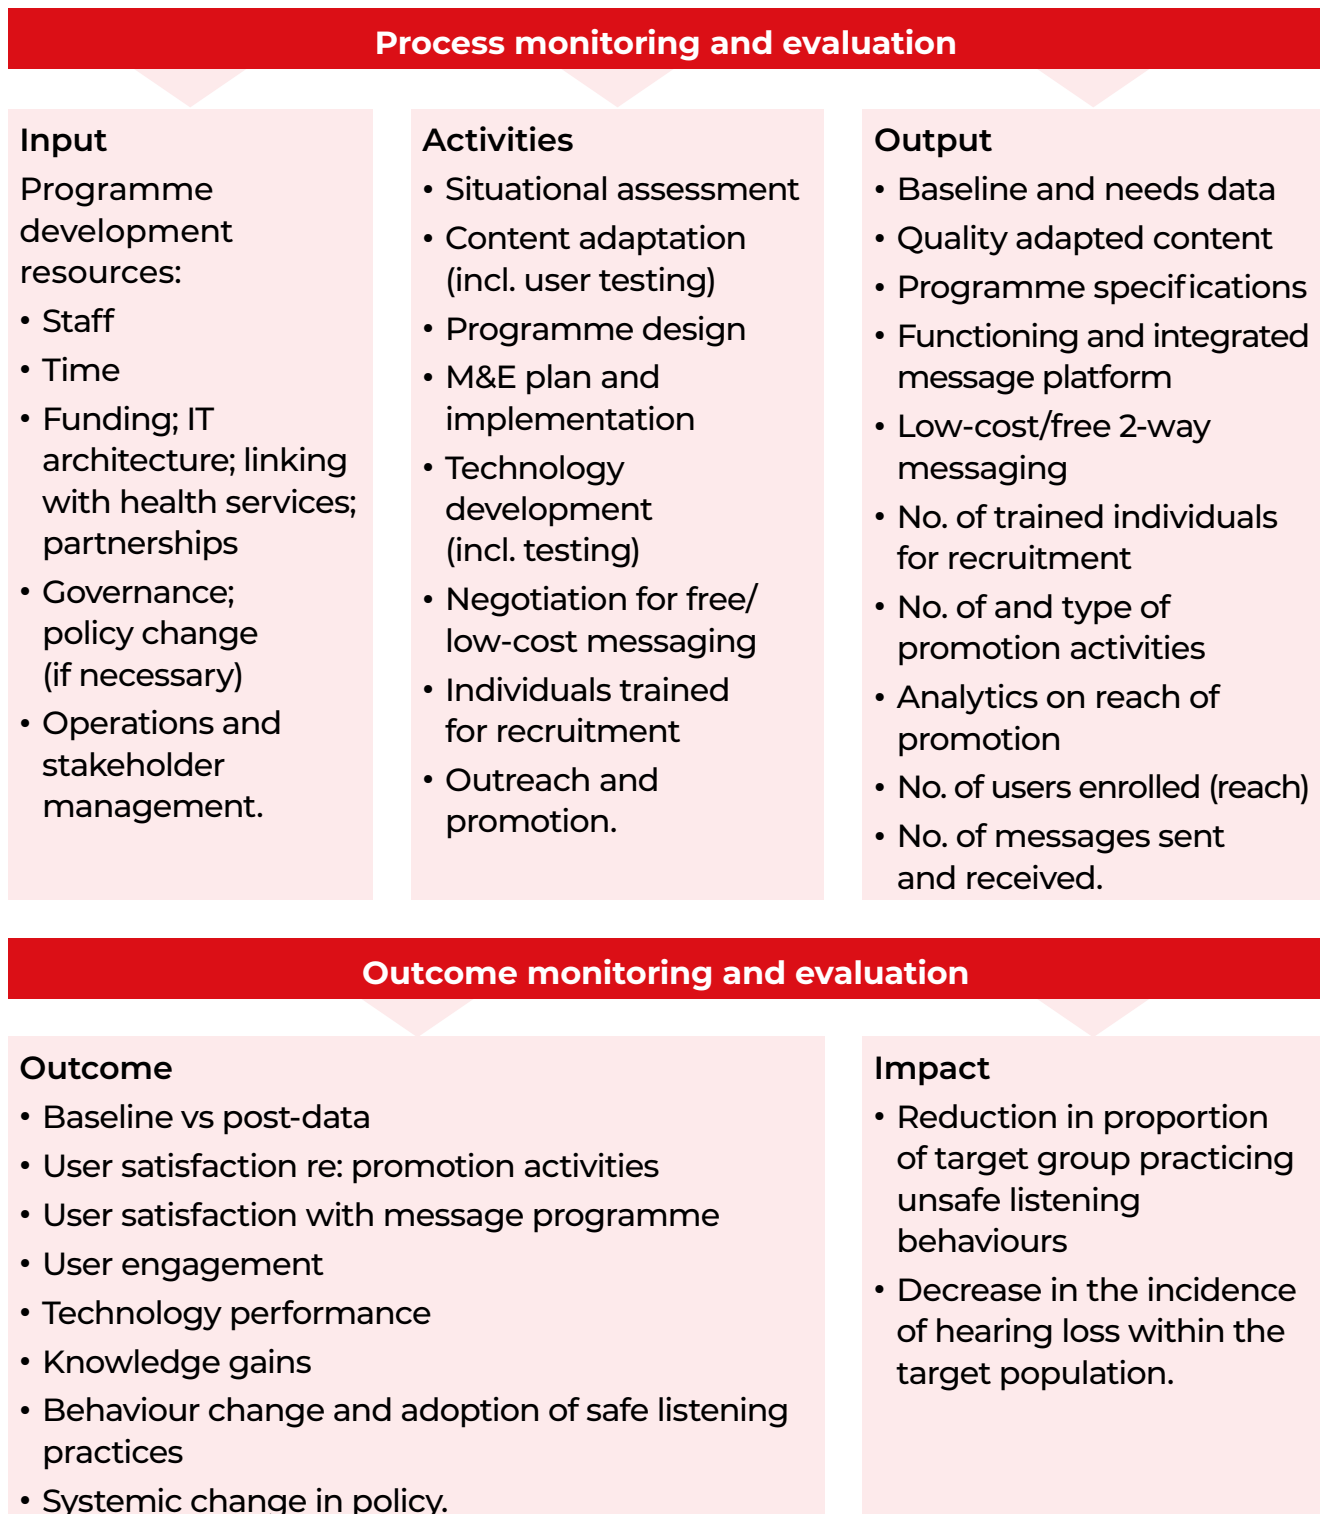 Process monitoring and evaluation
Input
Programme
development
resources:
• Staff
• Time
• Funding; IT
architecture; linking
with health services;
partnerships
• Governance;
policy change
(if necessary)
• Operations and
stakeholder
management.
Activities
• Situational assessment
• Content adaptation
(incl. user testing)
• Programme design
• M&E plan and
implementation
• Technology
development
(incl. testing)
• Negotiation for free/
low-cost messaging
• Individuals trained
for recruitment
• Outreach and
promotion.
Output
• Baseline and needs data
• Quality adapted content
• Programme specifications
• Functioning and integrated
message platform
• Low-cost/free 2-way
messaging
• No. of trained individuals
for recruitment
• No. of and type of
promotion activities
• Analytics on reach of
promotion
• No. of users enrolled (reach)
• No. of messages sent
and received.
Outcome monitoring and evaluation
Outcome
• Baseline vs post-data
• User satisfaction re: promotion activities
• User satisfaction with message programme
• User engagement
• Technology performance
• Knowledge gains
• Behaviour change and adoption of safe listening
practices
• Systemic change in policy.
Impact
• Reduction in proportion
of target group practicing
unsafe listening
behaviours
• Decrease in the incidence
of hearing loss within the
target population.